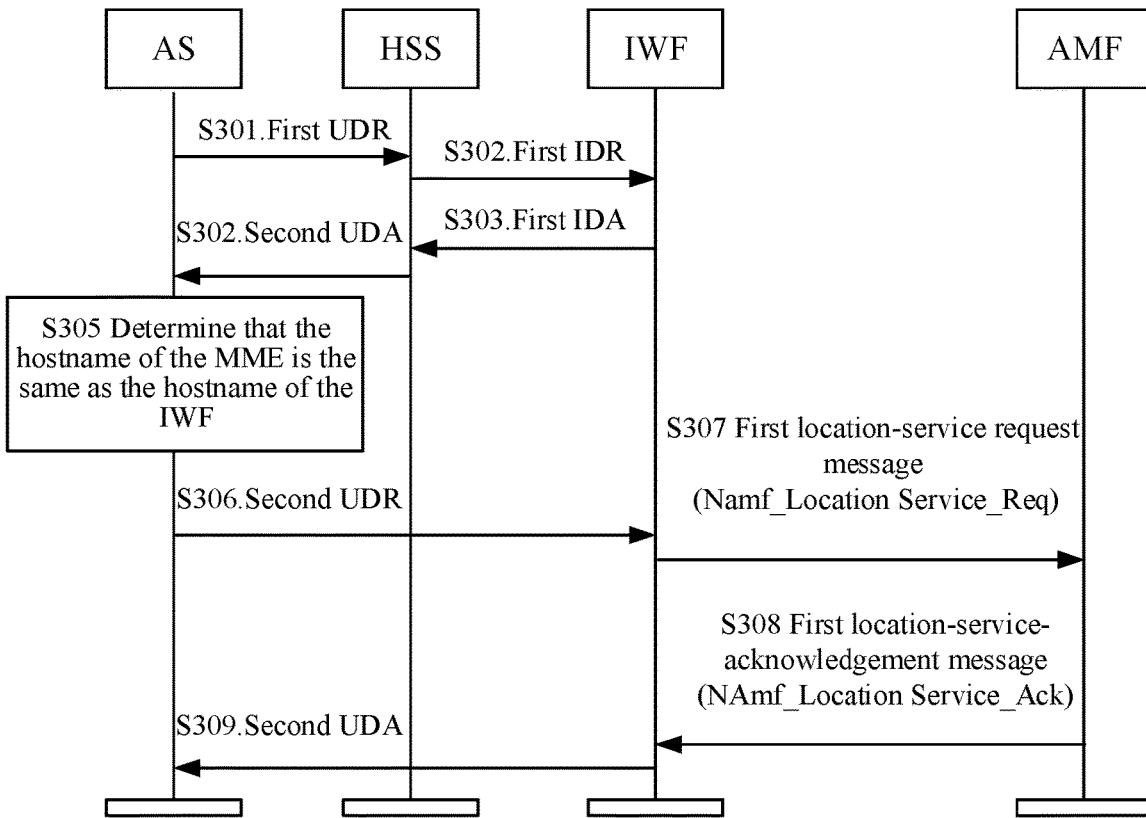 AS
HSS
IWF
AMF
S301.First UDR
S302.First IDR
S303.First IDA
S302.Second UDA
S305 Determine that the
hostname of the MME is the
same as the hostname of the
IWF
S307 First location-service request
message
(Namf_Location Service_Req)
S306.Second UDR
S308 First location-service-
acknowledgement message
(NAmf_Location Service_Ack)
S309.Second UDA